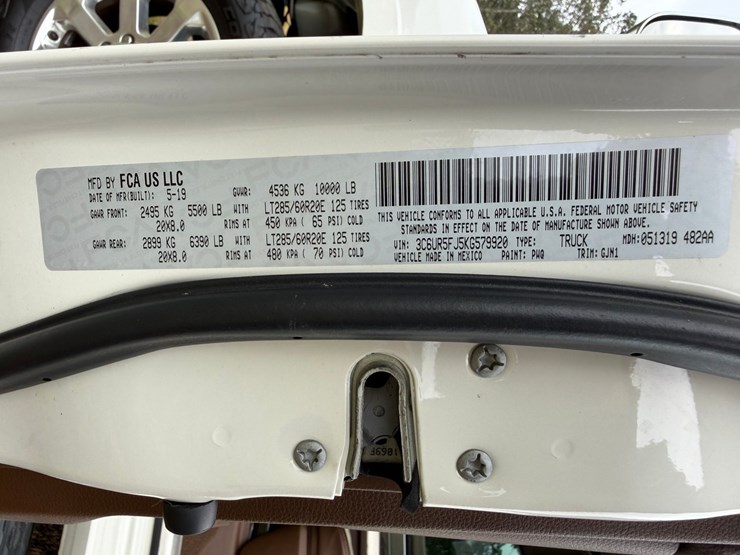 MFD BY FCA US LLC
DATE OF MFR(BUILT): 5-19 GVWR: 4536 KG 10000 LB
GAWR FRONT: 2495 KG 5500 LB WITH LT285/60R20E 125 TIRES
20X8.0 RIMS AT 450 KPA ( 65 PSI) COLD
GAWR REAR: 2899 KG 6390 LB WITH LT285/60R20E 125 TIRES
20X8.0 RIMS AT 480 KPA ( 70 PSI) COLD
THIS VEHICLE CONFORMS TO ALL APPLICABLE U.S.A. FEDERAL MOTOR VEHICLE SAFETY
STANDARDS IN EFFECT ON THE DATE OF MANUFACTURE SHOWN ABOVE.
VIN: 3C6UR5FJ5KG579920 TYPE: TRUCK MDH:051319 482AA
VEHICLE MADE IN MEXICO PAINT: PW0 TRIM: GJN1